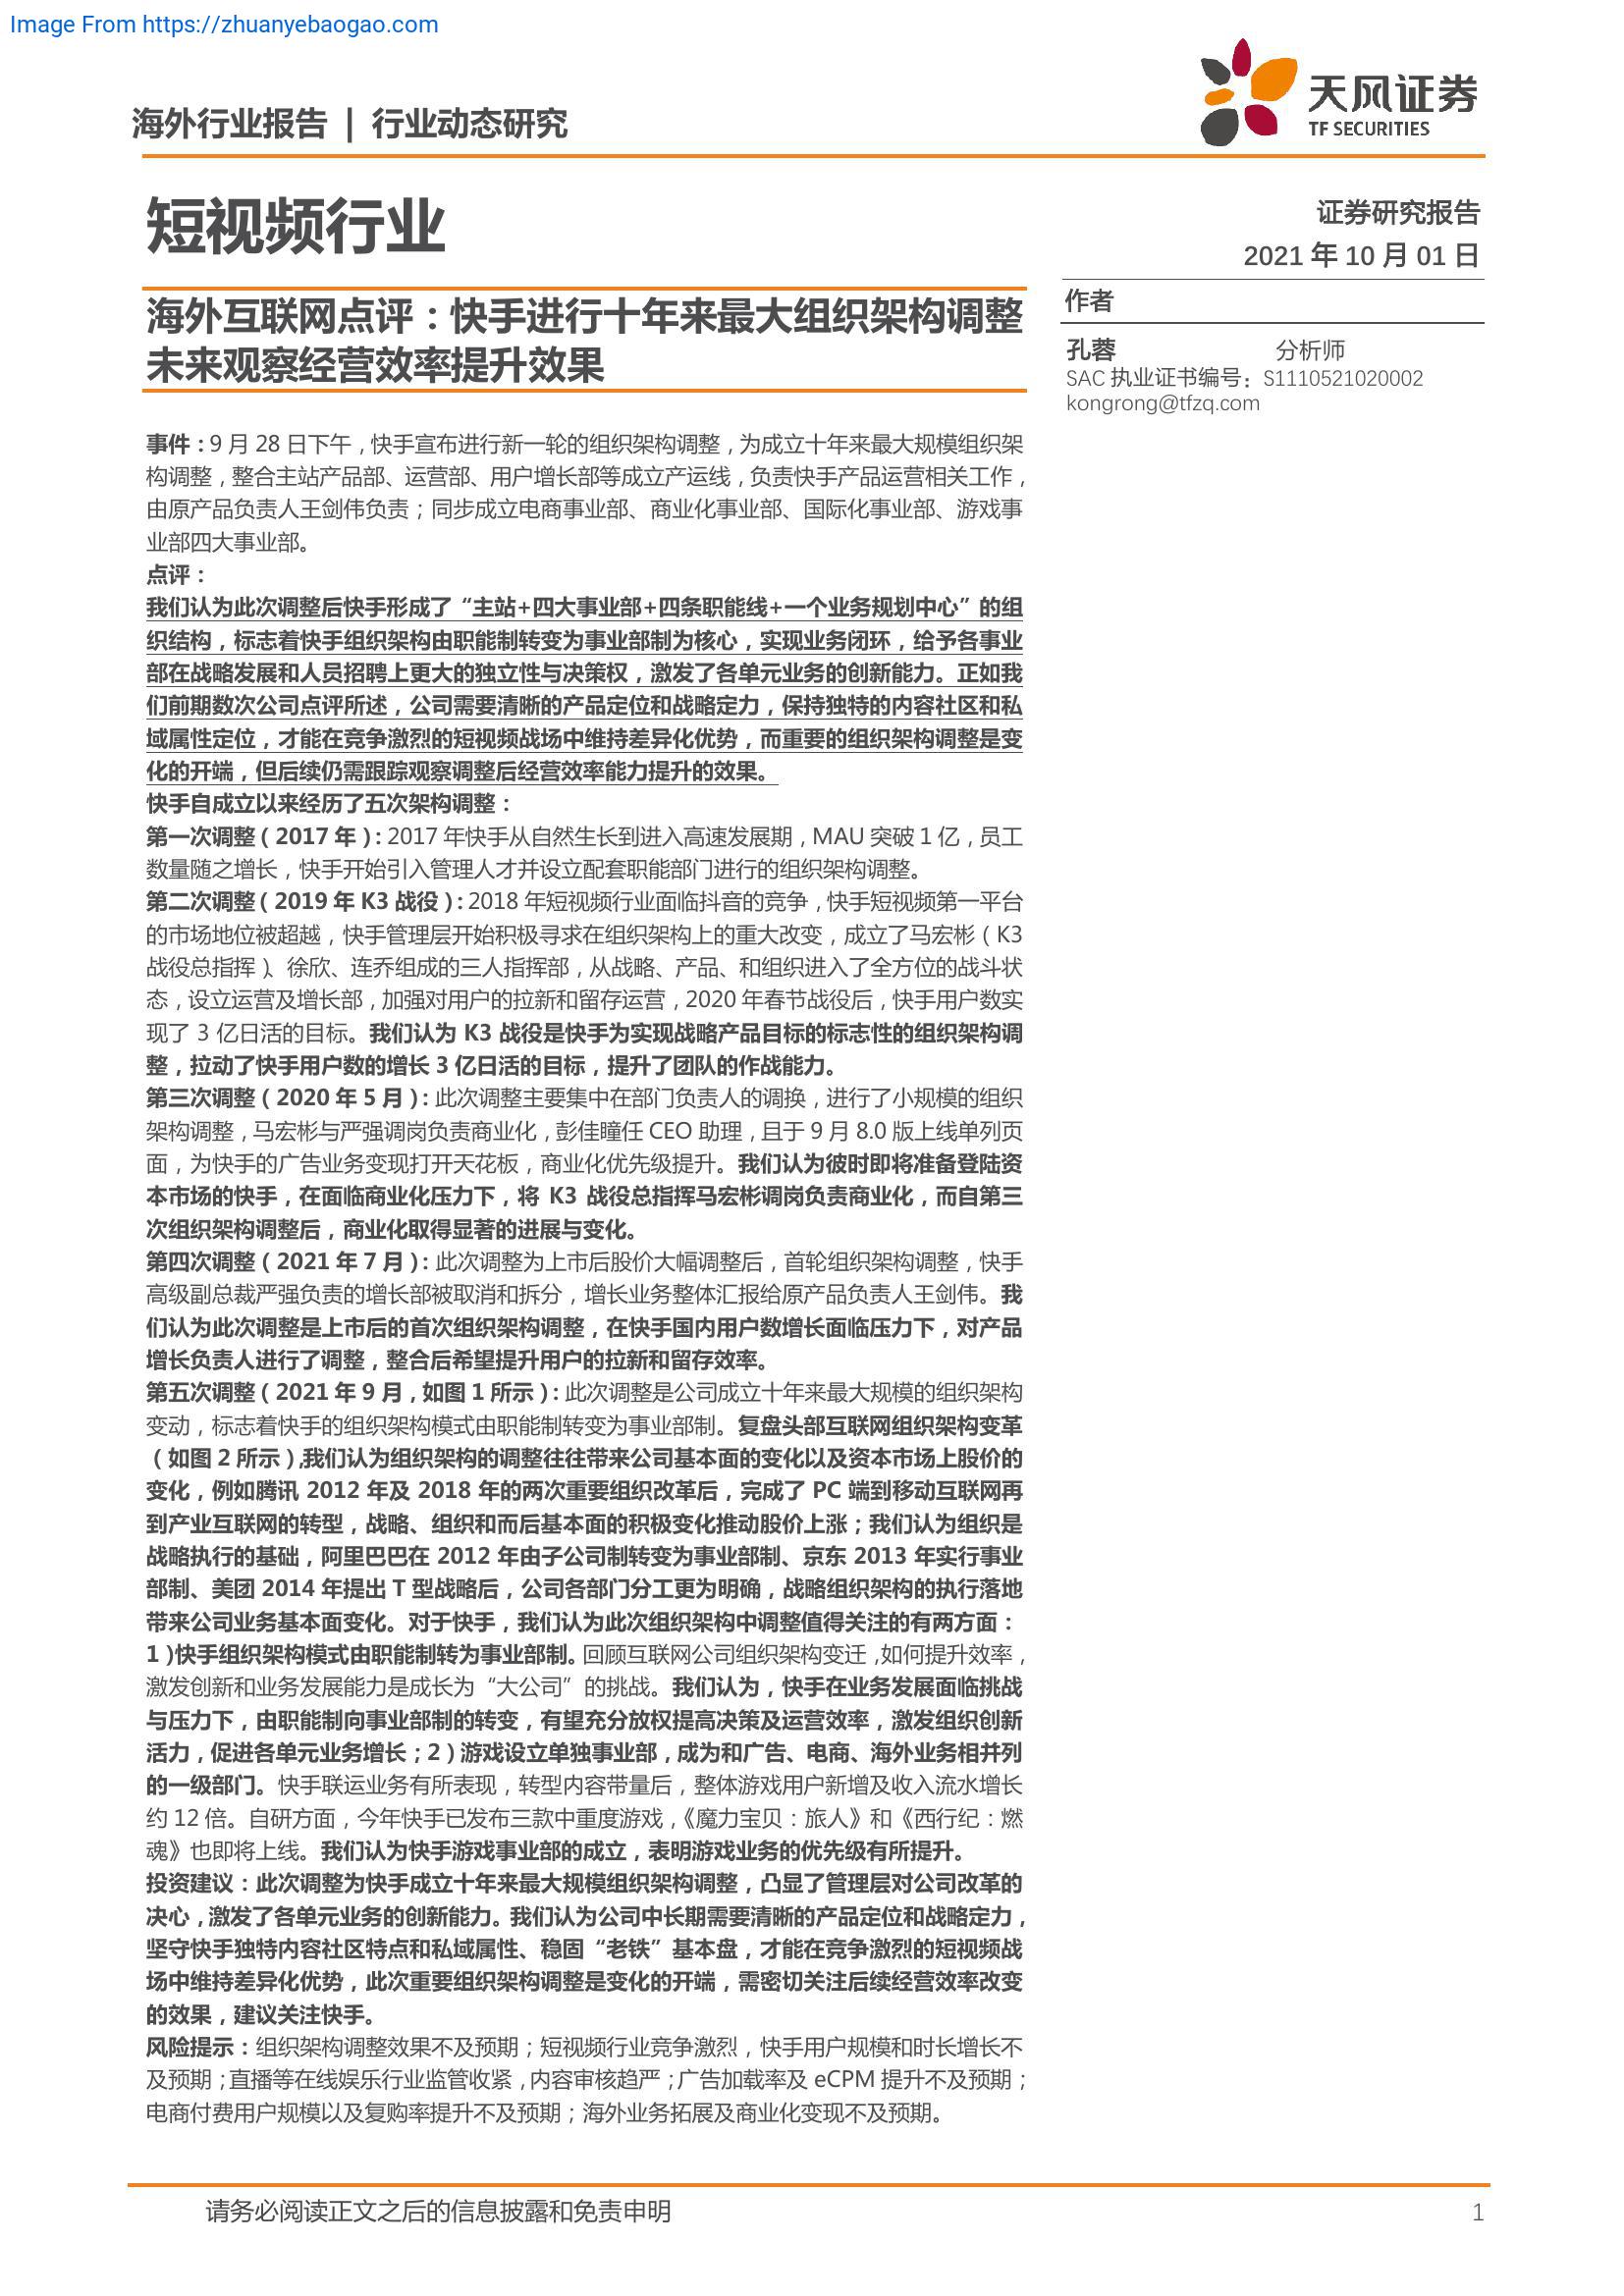 Image From https://zhuanyebaogao.com
海外行业报告 | 行业动态研究
天风证券
TF SECURITIES
短视频行业
证券研究报告
2021 年 10 月 01 日
海外互联网点评：快手进行十年来最大组织架构调整
未来观察经营效率提升效果
作者
孔蓉 分析师
SAC 执业证书编号：S1110521020002
kongrong@tfzq.com
事件：9 月 28 日下午，快手宣布进行新一轮的组织架构调整，为成立十年来最大规模组织架
构调整，整合主站产品部、运营部、用户增长部等成立产运线，负责快手产品运营相关工作，
由原产品负责人王剑伟负责；同步成立电商事业部、商业化事业部、国际化事业部、游戏事
业部四大事业部。
点评：
我们认为此次调整后快手形成了“主站+四大事业部+四条职能线+一个业务规划中心”的组
织结构，标志着快手组织架构由职能制转变为事业部制为核心，实现业务闭环，给予各事业
部在战略发展和人员招聘上更大的独立性与决策权，激发了各单元业务的创新能力。正如我
们前期数次公司点评所述，公司需要清晰的产品定位和战略定力，保持独特的内容社区和私
域属性定位，才能在竞争激烈的短视频战场中维持差异化优势，而重要的组织架构调整是变
化的开端，但后续仍需跟踪观察调整后经营效率能力提升的效果。
快手自成立以来经历了五次架构调整：
第一次调整（2017 年）：2017 年快手从自然生长到进入高速发展期，MAU 突破 1 亿，员工
数量随之增长，快手开始引入管理人才并设立配套职能部门进行的组织架构调整。
第二次调整（2019 年 K3 战役）：2018 年短视频行业面临抖音的竞争，快手短视频第一平台
的市场地位被超越，快手管理层开始积极寻求在组织架构上的重大改变，成立了马宏彬（K3
战役总指挥）、徐欣、连乔组成的三人指挥部，从战略、产品、和组织进入了全方位的战斗状
态，设立运营及增长部，加强对用户的拉新和留存运营，2020 年春节战役后，快手用户数实
现了 3 亿日活的目标。我们认为 K3 战役是快手为实现战略产品目标的标志性的组织架构调
整，拉动了快手用户数的增长 3 亿日活的目标，提升了团队的作战能力。
第三次调整（2020 年 5 月）：此次调整主要集中在部门负责人的调换，进行了小规模的组织
架构调整，马宏彬与严强调岗负责商业化，彭佳瞳任 CEO 助理，且于 9 月 8.0 版上线单列页
面，为快手的广告业务变现打开天花板，商业化优先级提升。我们认为彼时即将准备登陆资
本市场的快手，在面临商业化压力下，将 K3 战役总指挥马宏彬调岗负责商业化，而自第三
次组织架构调整后，商业化取得显著的进展与变化。
第四次调整（2021 年 7 月）：此次调整为上市后股价大幅调整后，首轮组织架构调整，快手
高级副总裁严强负责的增长部被取消和拆分，增长业务整体汇报给原产品负责人王剑伟。我
们认为此次调整是上市后的首次组织架构调整，在快手国内用户数增长面临压力下，对产品
增长负责人进行了调整，整合后希望提升用户的拉新和留存效率。
第五次调整（2021 年 9 月，如图 1 所示）：此次调整是公司成立十年来最大规模的组织架构
变动，标志着快手的组织架构模式由职能制转变为事业部制。复盘头部互联网组织架构变革
（如图 2 所示），我们认为组织架构的调整往往带来公司基本面的变化以及资本市场上股价的
变化，例如腾讯 2012 年及 2018 年的两次重要组织改革后，完成了 PC 端到移动互联网再
到产业互联网的转型，战略、组织和而后基本面的积极变化推动股价上涨；我们认为组织是
战略执行的基础，阿里巴巴在 2012 年由子公司制转变为事业部制、京东 2013 年实行事业
部制、美团 2014 年提出 T 型战略后，公司各部门分工更为明确，战略组织架构的执行落地
带来公司业务基本面变化。对于快手，我们认为此次组织架构中调整值得关注的有两方面：
1）快手组织架构模式由职能制转为事业部制。回顾互联网公司组织架构变迁，如何提升效率，
激发创新和业务发展能力是成长为“大公司”的挑战。我们认为，快手在业务发展面临挑战
与压力下，由职能制向事业部制的转变，有望充分放权提高决策及运营效率，激发组织创新
活力，促进各单元业务增长；2）游戏设立单独事业部，成为和广告、电商、海外业务相并列
的一级部门。快手联运业务有所表现，转型内容带量后，整体游戏用户新增及收入流水增长
约 12 倍。自研方面，今年快手已发布三款中重度游戏，《魔力宝贝：旅人》和《西行纪：燃
魂》也即将上线。我们认为快手游戏事业部的成立，表明游戏业务的优先级有所提升。
投资建议：此次调整为快手成立十年来最大规模组织架构调整，凸显了管理层对公司改革的
决心，激发了各单元业务的创新能力。我们认为公司中长期需要清晰的产品定位和战略定力，
坚守快手独特内容社区特点和私域属性、稳固“老铁”基本盘，才能在竞争激烈的短视频战
场中维持差异化优势，此次重要组织架构调整是变化的开端，需密切关注后续经营效率改变
的效果，建议关注快手。
风险提示：组织架构调整效果不及预期；短视频行业竞争激烈，快手用户规模和时长增长不
及预期；直播等在线娱乐行业监管收紧，内容审核趋严；广告加载率及 eCPM 提升不及预期；
电商付费用户规模以及复购率提升不及预期；海外业务拓展及商业化变现不及预期。
请务必阅读正文之后的信息披露和免责申明 1